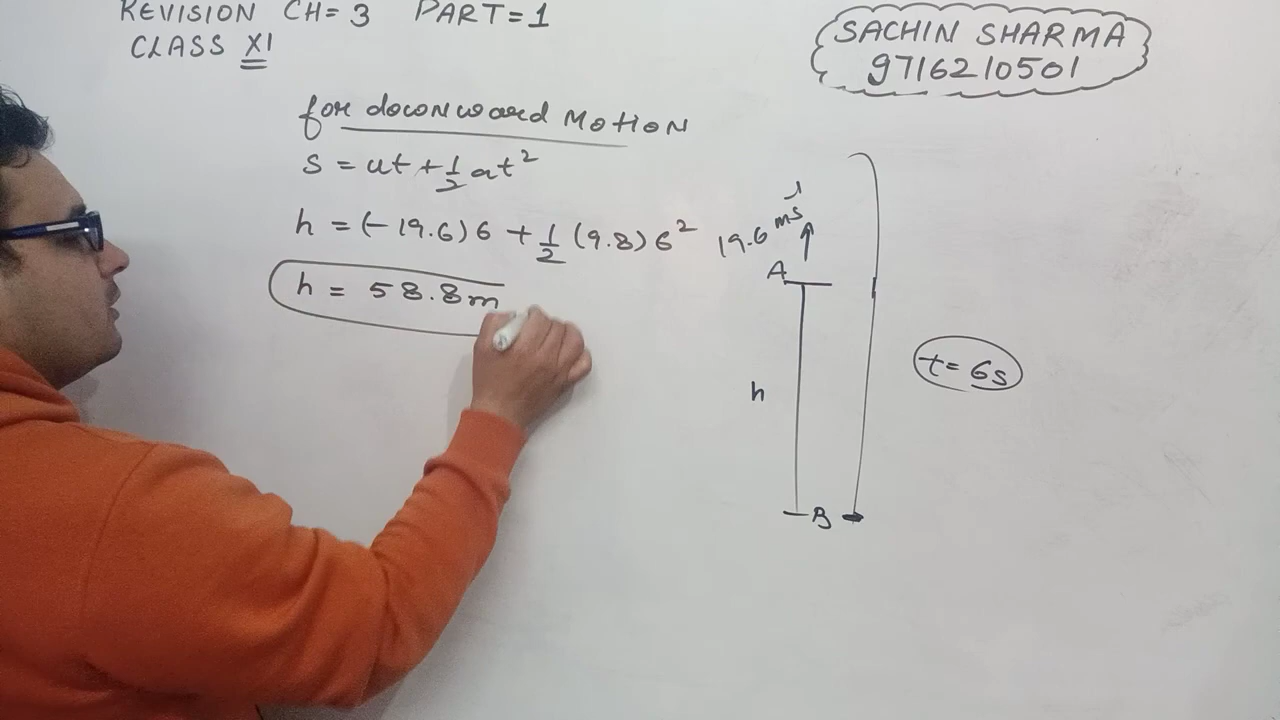 REVISION CH= 3 PART=1
CLASS XI
SACHIN SHARMA
9716210501
for downward MOTION
S = ut + 1/2 at²
h = (-19.6)6 + 1/2 (9.8)6²
h = 58.8m
19.6 ms⁻¹
A
h
t= 6s
B